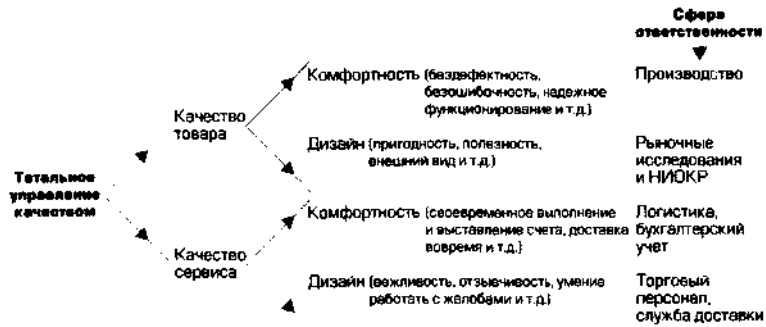 Сфера
ответственности
Комфортность (бездефектность,
безошибочность, надежное
функционирование и т.д.)
Производство
Качество
товара
Дизайн (пригодность, полезность,
внешний вид и т.д.)
Рыночные
исследования
и НИОКР
Тотальное
управление
качеством
Комфортность (своевременное выполнение
и выставление счета, доставка
вовремя и т.д.)
Логистика,
бухгалтерский
учет
Качество
сервиса
Дизайн (вежливость, отзывчивость, умение
работать с жалобами и т.д.)
Торговый
персонал,
служба доставки